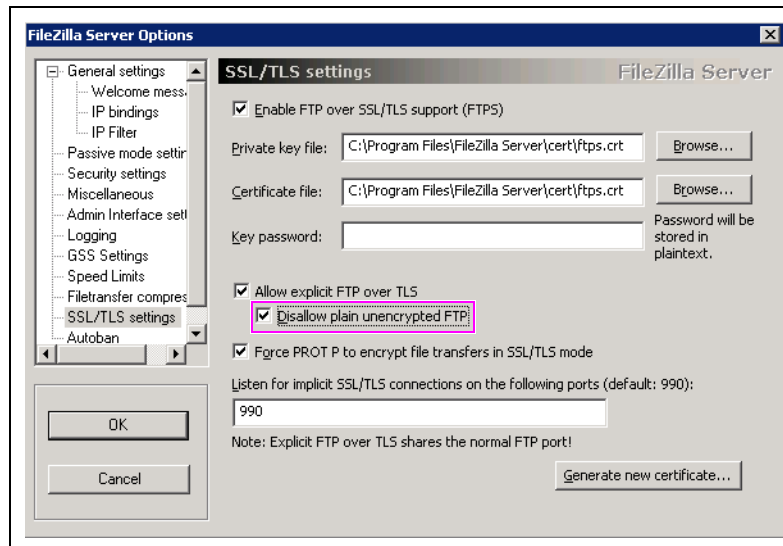 FileZilla Server Options
General settings
Welcome mess
IP bindings
IP Filter
Passive mode settin
Security settings
Miscellaneous
Admin Interface sett
Logging
GSS Settings
Speed Limits
Filetransfer compres
SSL/TLS settings
Autoban
OK
Cancel
SSL/TLS settings FileZilla Server
Enable FTP over SSL/TLS support (FTPS)
Private key file: C:\Program Files\FileZilla Server\cert\ftps.crt Browse...
Certificate file: C:\Program Files\FileZilla Server\cert\ftps.crt Browse...
Key password:
Password will be
stored in
plaintext.
Allow explicit FTP over TLS
Disallow plain unencrypted FTP
Force PROT P to encrypt file transfers in SSL/TLS mode
Listen for implicit SSL/TLS connections on the following ports (default: 990):
990
Note: Explicit FTP over TLS shares the normal FTP port!
Generate new certificate...